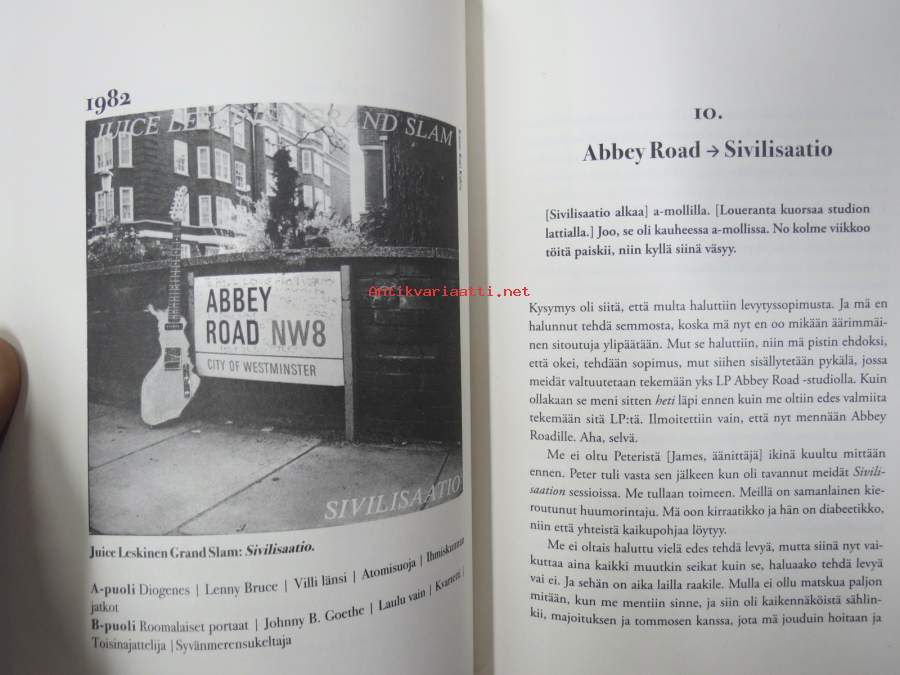 1982
JUICE LESKINEN GRAND SLAM
ABBEY
ROAD NW8
CITY OF WESTMINSTER
SIVILISAATIO
Juice Leskinen Grand Slam: Sivilisaatio.
A-puoli Diogenes | Lenny Bruce | Villi länsi | Atomisuoja | Ihmiskunnan
jatkot
B-puoli Roomalaiset portaat | Johnny B. Goethe | Laulu vain | Kvartetti |
Toisinajattelija | Syvänmerensukeltaja
Antikvariaatti.net
10.
Abbey Road → Sivilisaatio
[Sivilisaatio alkaa] a-mollilla. [Loueranta kuorsaa studion
lattialla.] Joo, se oli kauheessa a-mollissa. No kolme viikkoo
töitä paiskii, niin kyllä siinä väsyy.
Kysymys oli siitä, että multa haluttiin levytyssopimusta. Ja mä en
halunnut tehdä semmosta, koska mä nyt en oo mikään äärimmäi-
nen sitoutuja ylipäätään. Mut se haluttiin, niin mä pistin ehdoksi,
että okei, tehdään sopimus, mut siihen sisällytetään pykälä, jossa
meidät valtuutetaan tekemään yks LP Abbey Road -studiolla. Kuin
ollakaan se meni sitten heti läpi ennen kuin me oltiin edes valmiita
tekemään sitä LP:tä. Ilmoitettiin vain, että nyt mennään Abbey
Roadille. Aha, selvä.
Me ei oltu Peteristä [James, äänittäjä] ikinä kuultu mittään
ennen. Peter tuli vasta sen jälkeen kun oli tavannut meidät Sivili-
saation sessioissa. Me tullaan toimeen. Meillä on samanlainen kie-
routunut huumorintaju. Mä oon kirraatikko ja hän on diabeetikko,
niin että yhteistä kaikupohjaa löytyy.
Me ei oltais haluttu vielä edes tehdä levyä, mutta siinä nyt vai-
kuttaa aina kaikki muutkin seikat kuin se, haluaako tehdä levyä
vai ei. Ja sehän on aika lailla raakile. Mulla ei ollu matskua paljon
mitään, kun me mentiin sinne, ja siin oli kaikennäköistä sählin-
kii, majoituksen ja tommosen kanssa, jota mä jouduin hoitaan ja